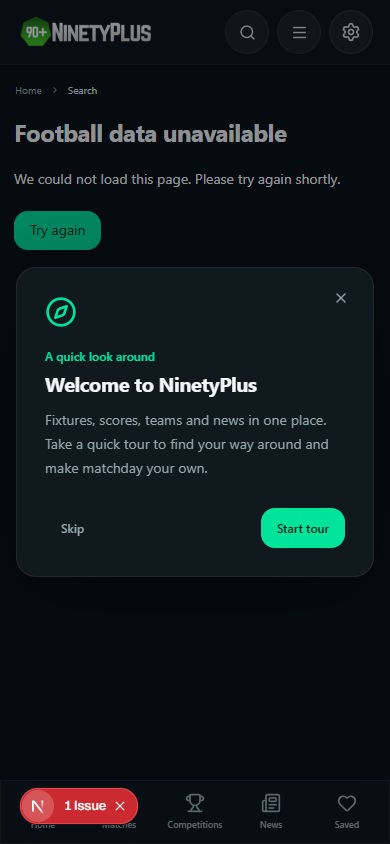 90+ NINETYPLUS
Home > Search
Football data unavailable
We could not load this page. Please try again shortly.
Try again
A quick look around
Welcome to NinetyPlus
Fixtures, scores, teams and news in one place.
Take a quick tour to find your way around and
make matchday your own.
Skip
Start tour
N 1 Issue
Home Matches Competitions News Saved